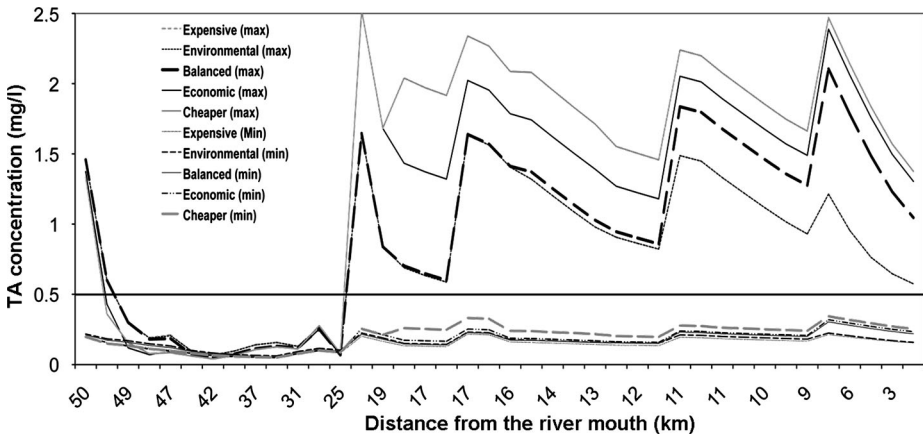 2.5
2
1.5
1
0.5
0
TA concentration (mg/l)
Expensive (max)
Environmental (max)
Balanced (max)
Economic (max)
Cheaper (max)
Expensive (Min)
Environmental (min)
Balanced (min)
Economic (min)
Cheaper (min)
50 49 47 42 37 31 25 19 17 17 16 14 13 12 11 11 10 9 6 3
Distance from the river mouth (km)